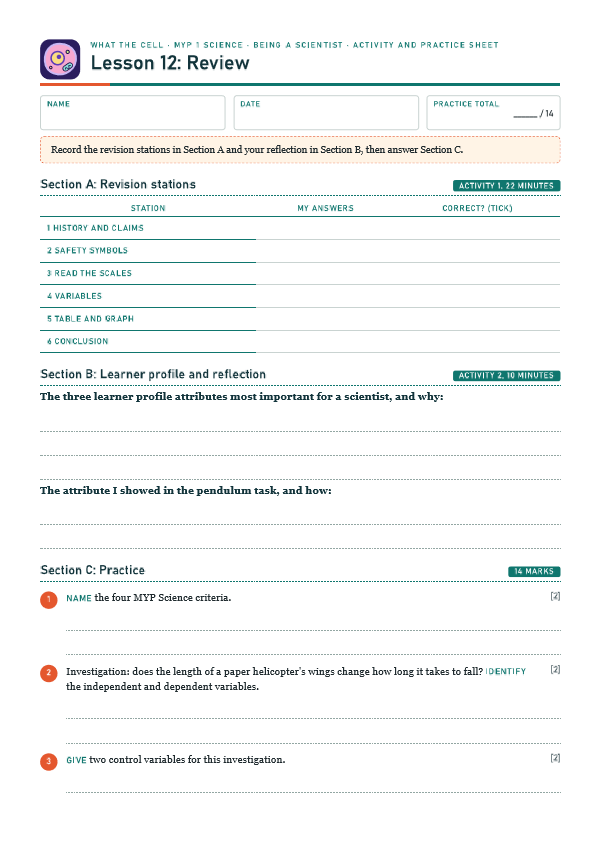 WHAT THE CELL · MYP 1 SCIENCE · BEING A SCIENTIST · ACTIVITY AND PRACTICE SHEET
Lesson 12: Review
NAME
DATE
PRACTICE TOTAL
_____ / 14
Record the revision stations in Section A and your reflection in Section B, then answer Section C.
Section A: Revision stations
ACTIVITY 1, 22 MINUTES
STATION MY ANSWERS CORRECT? (TICK)
1 HISTORY AND CLAIMS
2 SAFETY SYMBOLS
3 READ THE SCALES
4 VARIABLES
5 TABLE AND GRAPH
6 CONCLUSION
Section B: Learner profile and reflection
ACTIVITY 2, 10 MINUTES
The three learner profile attributes most important for a scientist, and why:
The attribute I showed in the pendulum task, and how:
Section C: Practice
14 MARKS
1 NAME the four MYP Science criteria. [2]
2 Investigation: does the length of a paper helicopter's wings change how long it takes to fall? IDENTIFY [2]
the independent and dependent variables.
3 GIVE two control variables for this investigation. [2]